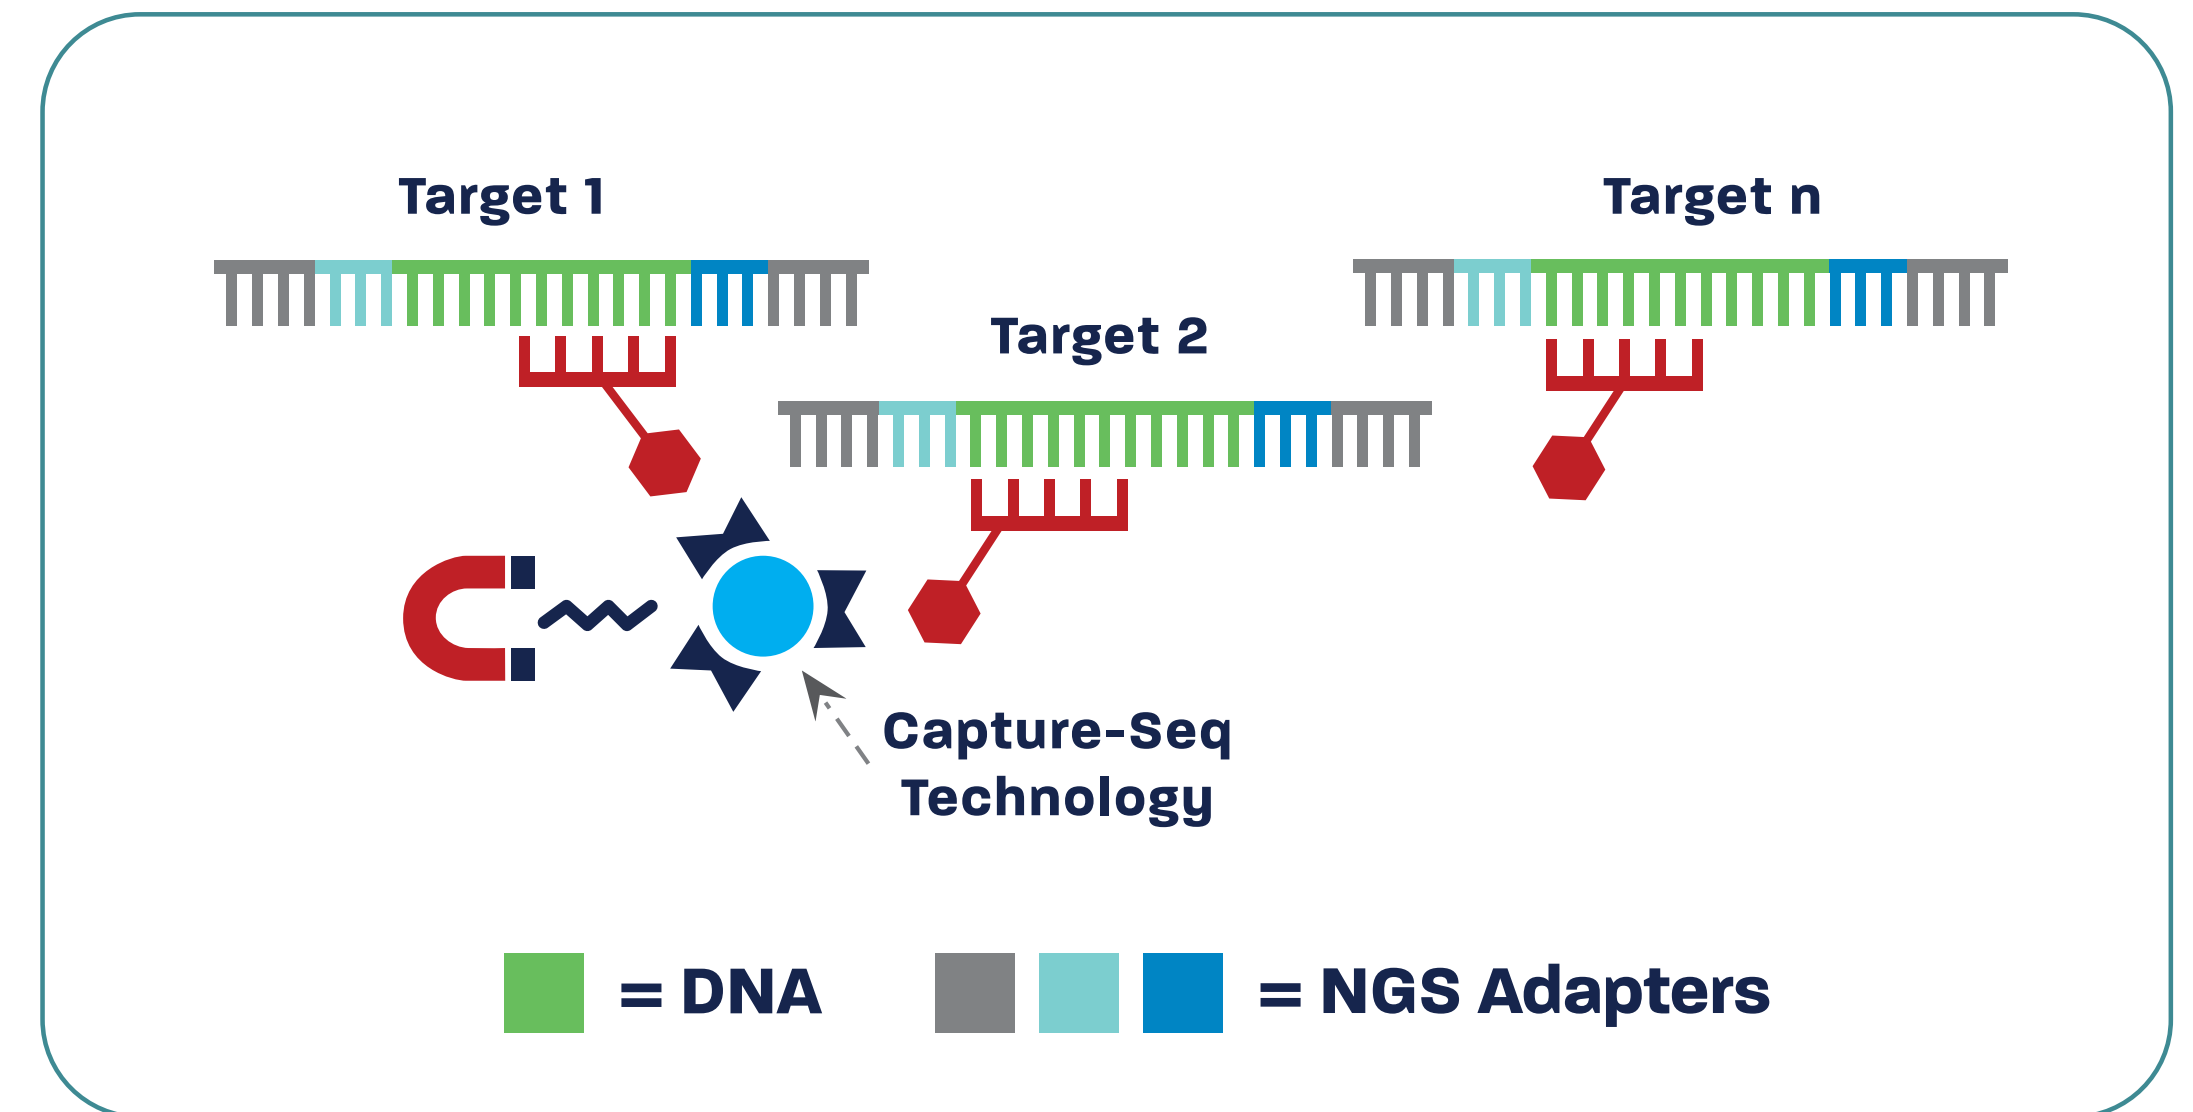 Target 1
Target n
Target 2
Capture-Seq
Technology
= DNA
= NGS Adapters